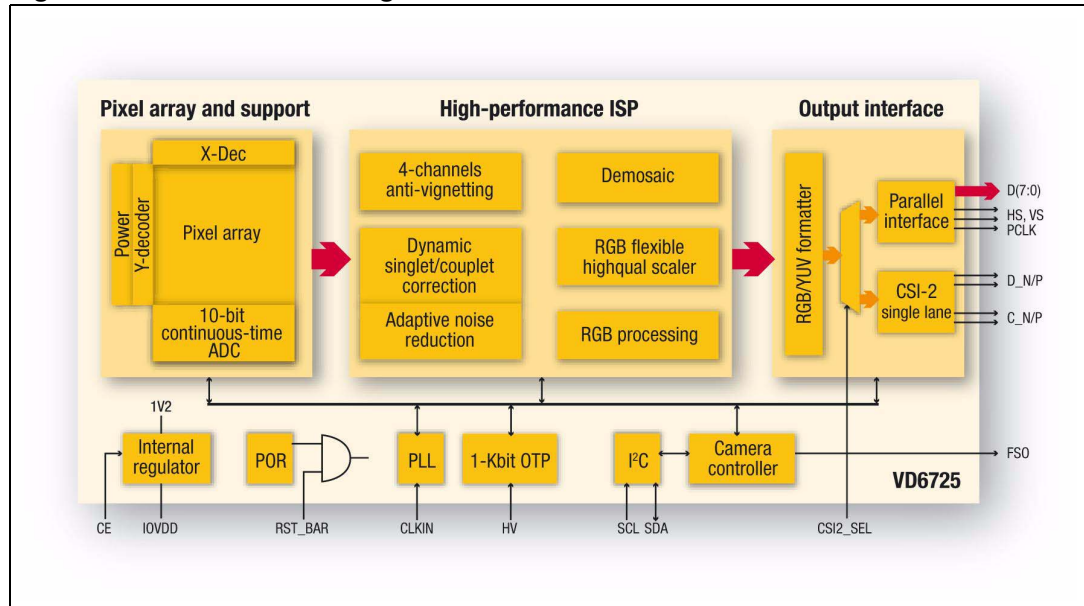 Pixel array and support
High-performance ISP
Output interface
X-Dec
Power
Y-decoder
Pixel array
10-bit
continuous-time
ADC
4-channels
anti-vignetting
Dynamic
singlet/couplet
correction
Adaptive noise
reduction
Demosaic
RGB flexible
highqual scaler
RGB processing
RGB/YUV formatter
Parallel
interface
CSI-2
single lane
D(7:0)
HS, VS
PCLK
D_N/P
C_N/P
1V2
Internal
regulator
POR
PLL
1-Kbit OTP
I²C
Camera
controller
FSO
VD6725
CE
IOVDD
RST_BAR
CLKIN
HV
SCL SDA
CSI2_SEL